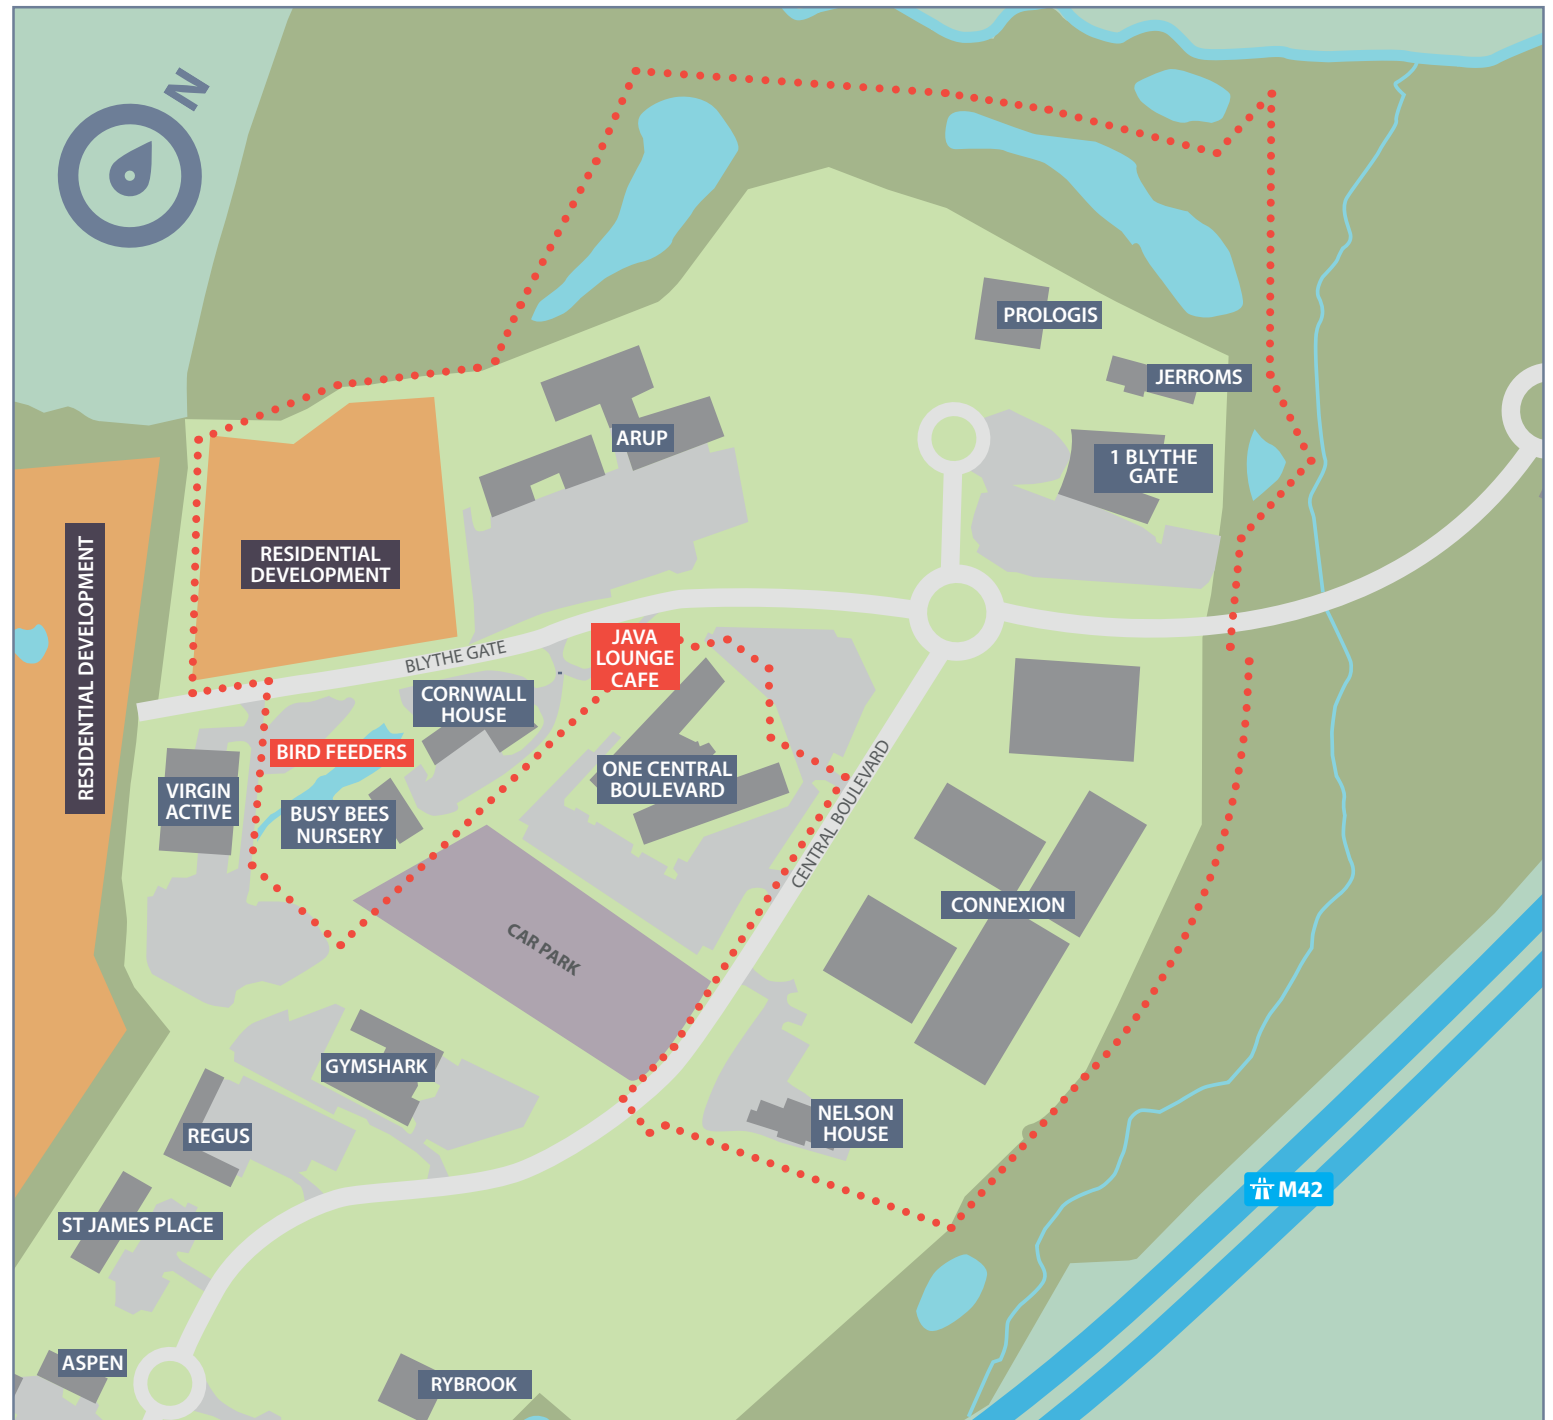 N
PROLOGIS
JERROMS
ARUP
1 BLYTHE
GATE
RESIDENTIAL
DEVELOPMENT
RESIDENTIAL DEVELOPMENT
JAVA
LOUNGE
CAFE
BLYTHE GATE
CORNWALL
HOUSE
BIRD FEEDERS
ONE CENTRAL
BOULEVARD
VIRGIN
ACTIVE
BUSY BEES
NURSERY
CENTRAL BOULEVARD
CONNEXION
CAR PARK
GYMSHARK
NELSON
HOUSE
REGUS
M42
ST JAMES PLACE
ASPEN
RYBROOK